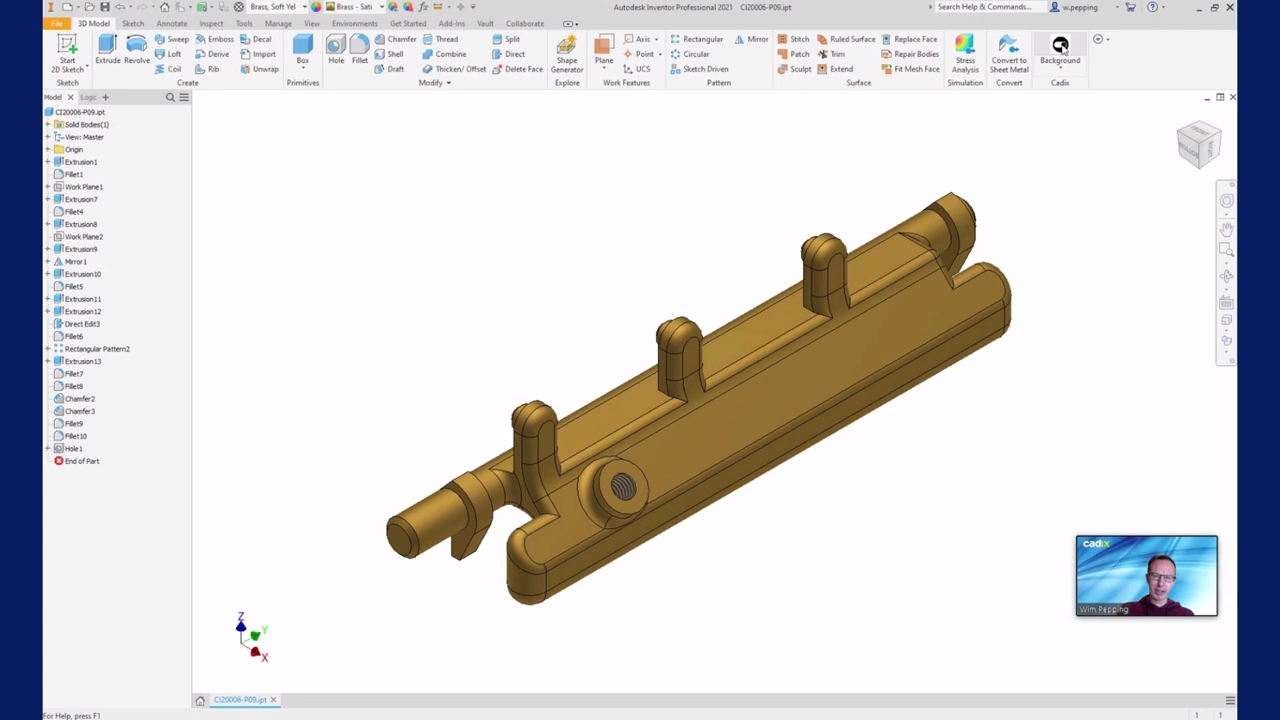 Brass, Soft Yel
Brass - Sati
Autodesk Inventor Professional 2021 CI20006-P09.ipt
Search Help & Commands...
w.pepping
File 3D Model Sketch Annotate Inspect Tools Manage View Environments Get Started Add-Ins Vault Collaborate
Start
2D Sketch
Sketch
Extrude
Revolve
Sweep
Loft
Coil
Emboss
Derive
Rib
Decal
Import
Unwrap
Create
Box
Primitives
Hole
Fillet
Chamfer
Shell
Draft
Thread
Combine
Thicken/ Offset
Split
Direct
Delete Face
Modify
Shape
Generator
Explore
Plane
Axis
Point
UCS
Work Features
Rectangular
Circular
Sketch Driven
Mirror
Pattern
Stitch
Patch
Sculpt
Ruled Surface
Trim
Extend
Replace Face
Repair Bodies
Fit Mesh Face
Surface
Stress
Analysis
Simulation
Convert to
Sheet Metal
Convert
Background
Cadix
Model
Logic
CI20006-P09.ipt
Solid Bodies(1)
View: Master
Origin
Extrusion1
Fillet1
Work Plane1
Extrusion7
Fillet4
Extrusion8
Work Plane2
Extrusion9
Mirror1
Extrusion10
Fillet5
Extrusion11
Extrusion12
Direct Edit3
Fillet6
Rectangular Pattern2
Extrusion13
Fillet7
Fillet8
Chamfer2
Chamfer3
Fillet9
Fillet10
Hole1
End of Part
FRONT
BOTTOM
cadix
Wim Pepping
Z
Y
X
CI20006-P09.ipt
For Help, press F1
1 1